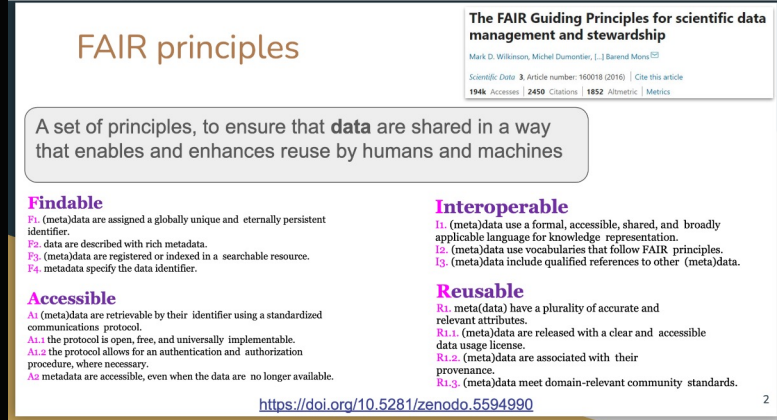 FAIR principles
The FAIR Guiding Principles for scientific data
management and stewardship
Mark D. Wilkinson, Michel Dumontier, [...] Barend Mons
Scientific Data 3, Article number: 160018 (2016) | Cite this article
194k Accesses | 2450 Citations | 1852 Altmetric | Metrics
A set of principles, to ensure that data are shared in a way
that enables and enhances reuse by humans and machines
Findable
F1. (meta)data are assigned a globally unique and eternally persistent
identifier.
F2. data are described with rich metadata.
F3. (meta)data are registered or indexed in a searchable resource.
F4. metadata specify the data identifier.
Accessible
A1 (meta)data are retrievable by their identifier using a standardized
communications protocol.
A1.1 the protocol is open, free, and universally implementable.
A1.2 the protocol allows for an authentication and authorization
procedure, where necessary.
A2 metadata are accessible, even when the data are no longer available.
Interoperable
I1. (meta)data use a formal, accessible, shared, and broadly
applicable language for knowledge representation.
I2. (meta)data use vocabularies that follow FAIR principles.
I3. (meta)data include qualified references to other (meta)data.
Reusable
R1. meta(data) have a plurality of accurate and
relevant attributes.
R1.1. (meta)data are released with a clear and accessible
data usage license.
R1.2. (meta)data are associated with their
provenance.
R1.3. (meta)data meet domain-relevant community standards.
https://doi.org/10.5281/zenodo.5594990
2